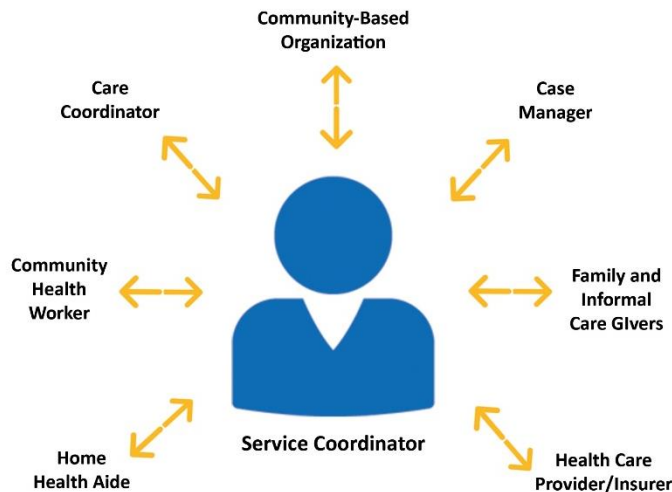 Community-Based
Organization
Care
Coordinator
Case
Manager
Community
Health
Worker
Family and
Informal
Care GIvers
Service Coordinator
Home
Health Aide
Health Care
Provider/Insurer